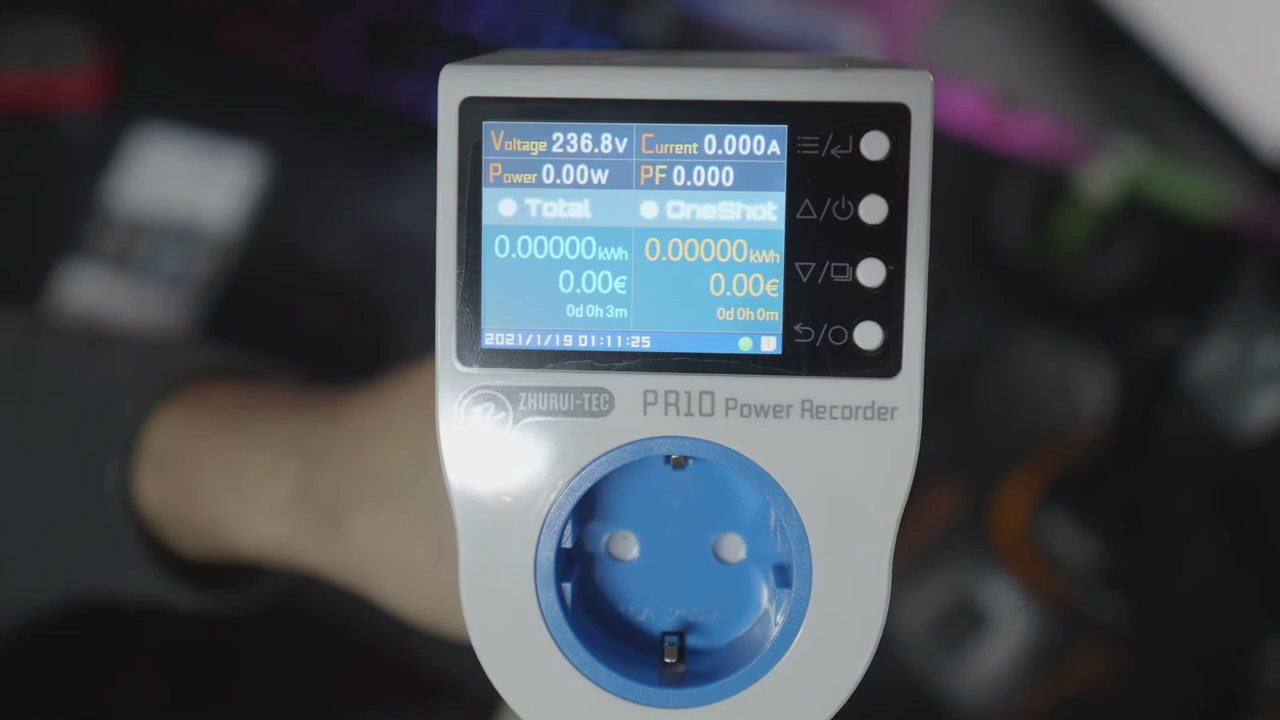 Voltage 236.8V Current 0.000A
Power 0.00W PF 0.000
Total OneShot
0.00000kWh 0.00000kWh
0.00€ 0.00€
0d 0h 3m 0d 0h 0m
2021/1/19 01:11:25
ZHURUI-TEC PR10 Power Recorder